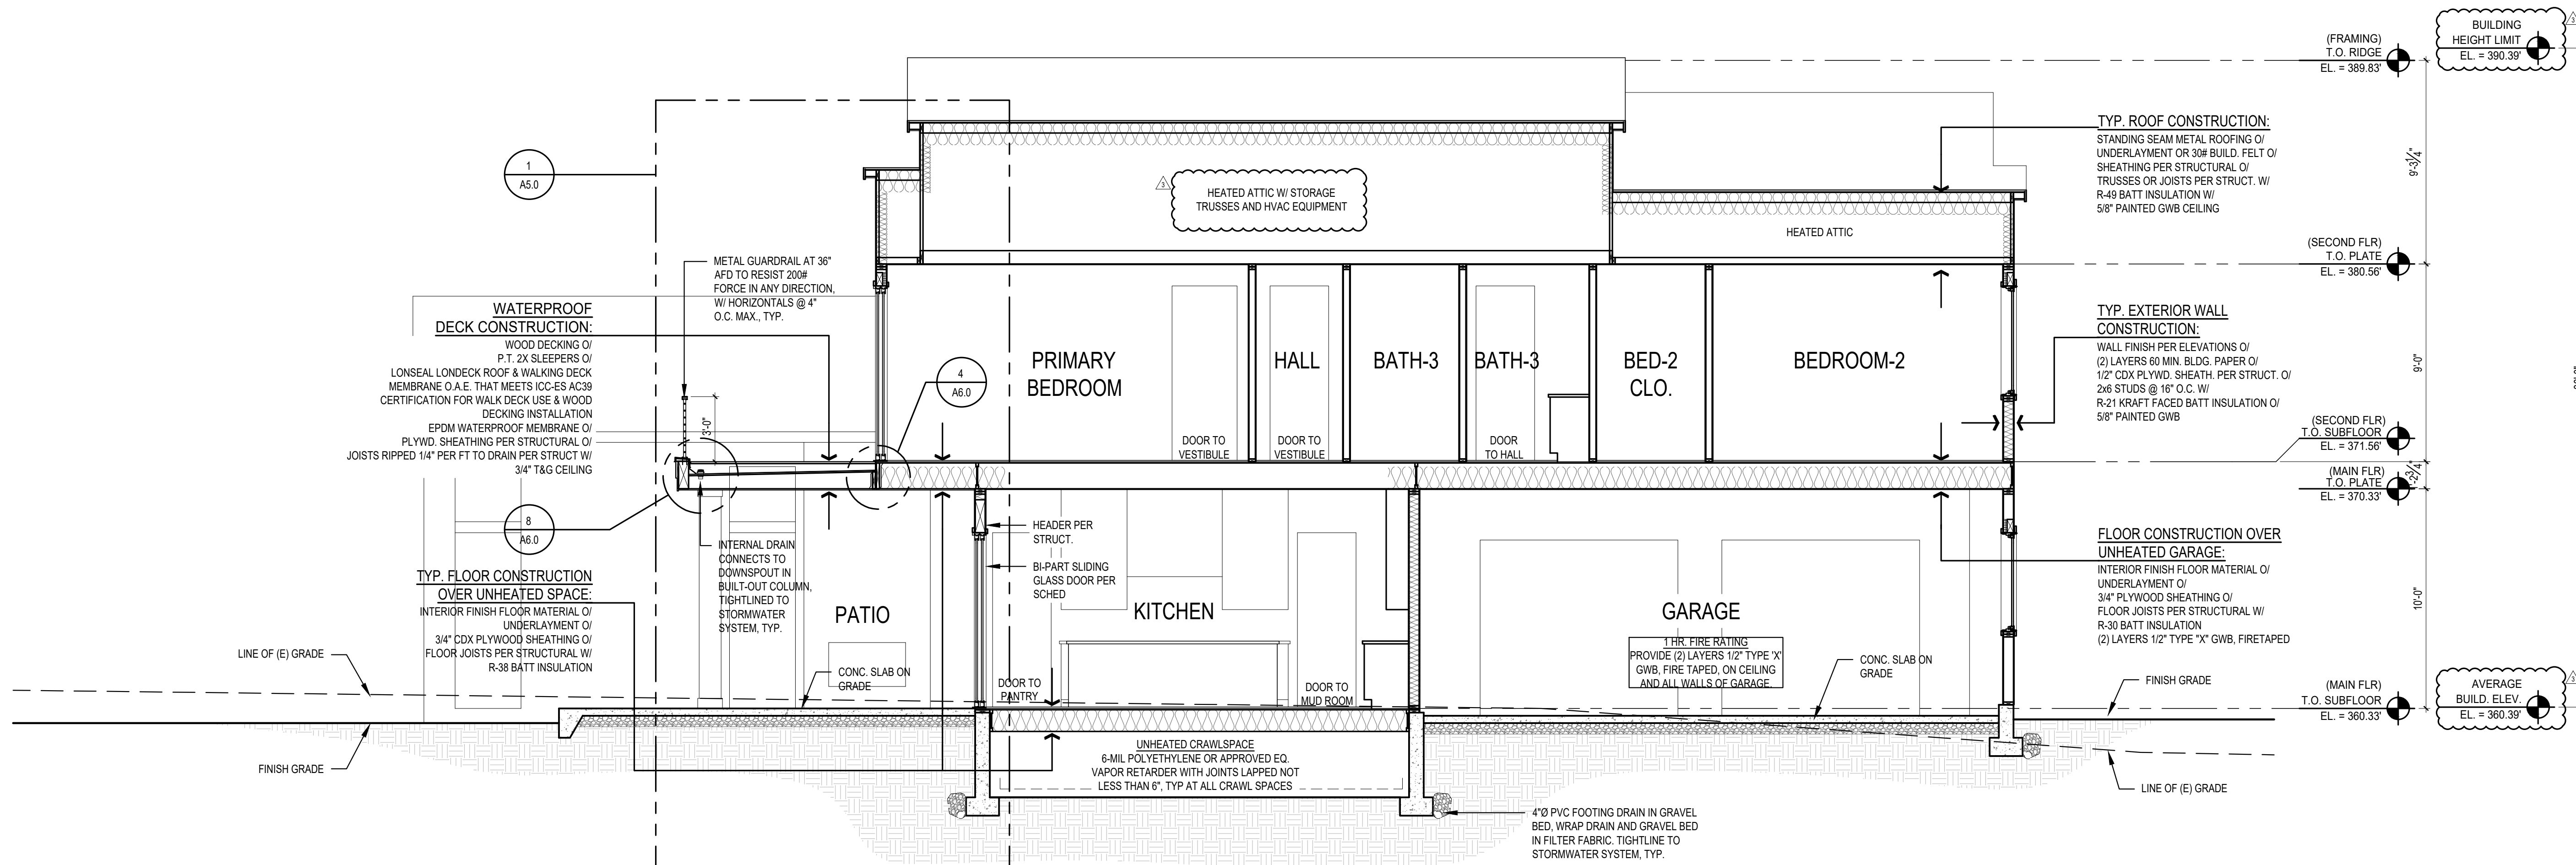 BUILDING
HEIGHT LIMIT
EL. = 390.39'
3
(FRAMING)
T.O. RIDGE
EL. = 389.83'
9'-3 1/4"
TYP. ROOF CONSTRUCTION:
STANDING SEAM METAL ROOFING O/
UNDERLAYMENT OR 30# BUILD. FELT O/
SHEATHING PER STRUCTURAL O/
TRUSSES OR JOISTS PER STRUCT. W/
R-49 BATT INSULATION W/
5/8" PAINTED GWB CEILING
1
A5.0
3
HEATED ATTIC W/ STORAGE
TRUSSES AND HVAC EQUIPMENT
HEATED ATTIC
(SECOND FLR)
T.O. PLATE
EL. = 380.56'
METAL GUARDRAIL AT 36"
AFD TO RESIST 200#
FORCE IN ANY DIRECTION,
W/ HORIZONTALS @ 4"
O.C. MAX., TYP.
WATERPROOF
DECK CONSTRUCTION:
WOOD DECKING O/
P.T. 2X SLEEPERS O/
LONSEAL LONDECK ROOF & WALKING DECK
MEMBRANE O.A.E. THAT MEETS ICC-ES AC39
CERTIFICATION FOR WALK DECK USE & WOOD
DECKING INSTALLATION
EPDM WATERPROOF MEMBRANE O/
PLYWD. SHEATHING PER STRUCTURAL O/
JOISTS RIPPED 1/4" PER FT TO DRAIN PER STRUCT W/
3/4" T&G CEILING
3'-0"
4
A6.0
PRIMARY
BEDROOM
HALL
BATH-3
BATH-3
BED-2
CLO.
BEDROOM-2
DOOR TO
VESTIBULE
DOOR TO
VESTIBULE
DOOR
TO HALL
TYP. EXTERIOR WALL
CONSTRUCTION:
WALL FINISH PER ELEVATIONS O/
(2) LAYERS 60 MIN. BLDG. PAPER O/
1/2" CDX PLYWD. SHEATH. PER STRUCT. O/
2x6 STUDS @ 16" O.C. W/
R-21 KRAFT FACED BATT INSULATION O/
5/8" PAINTED GWB
9'-0"
(SECOND FLR)
T.O. SUBFLOOR
EL. = 371.56'
(MAIN FLR)
T.O. PLATE
EL. = 370.33'
8
A6.0
INTERNAL DRAIN
CONNECTS TO
DOWNSPOUT IN
BUILT-OUT COLUMN,
TIGHTLINED TO
STORMWATER
SYSTEM, TYP.
HEADER PER
STRUCT.
BI-PART SLIDING
GLASS DOOR PER
SCHED
TYP. FLOOR CONSTRUCTION
OVER UNHEATED SPACE:
INTERIOR FINISH FLOOR MATERIAL O/
UNDERLAYMENT O/
3/4" CDX PLYWOOD SHEATHING O/
FLOOR JOISTS PER STRUCTURAL W/
R-38 BATT INSULATION
PATIO
KITCHEN
GARAGE
1 HR. FIRE RATING
PROVIDE (2) LAYERS 1/2" TYPE 'X'
GWB, FIRE TAPED, ON CEILING
AND ALL WALLS OF GARAGE.
FLOOR CONSTRUCTION OVER
UNHEATED GARAGE:
INTERIOR FINISH FLOOR MATERIAL O/
UNDERLAYMENT O/
3/4" PLYWOOD SHEATHING O/
FLOOR JOISTS PER STRUCTURAL W/
R-30 BATT INSULATION
(2) LAYERS 1/2" TYPE "X" GWB, FIRETAPED
10'-0"
LINE OF (E) GRADE
CONC. SLAB ON
GRADE
DOOR TO
PANTRY
DOOR TO
MUD ROOM
CONC. SLAB ON
GRADE
FINISH GRADE
(MAIN FLR)
T.O. SUBFLOOR
EL. = 360.33'
AVERAGE
BUILD. ELEV.
EL. = 360.39'
3
FINISH GRADE
UNHEATED CRAWLSPACE
6-MIL POLYETHYLENE OR APPROVED EQ.
VAPOR RETARDER WITH JOINTS LAPPED NOT
LESS THAN 6", TYP AT ALL CRAWL SPACES
LINE OF (E) GRADE
4"Ø PVC FOOTING DRAIN IN GRAVEL
BED, WRAP DRAIN AND GRAVEL BED
IN FILTER FABRIC. TIGHTLINE TO
STORMWATER SYSTEM, TYP.